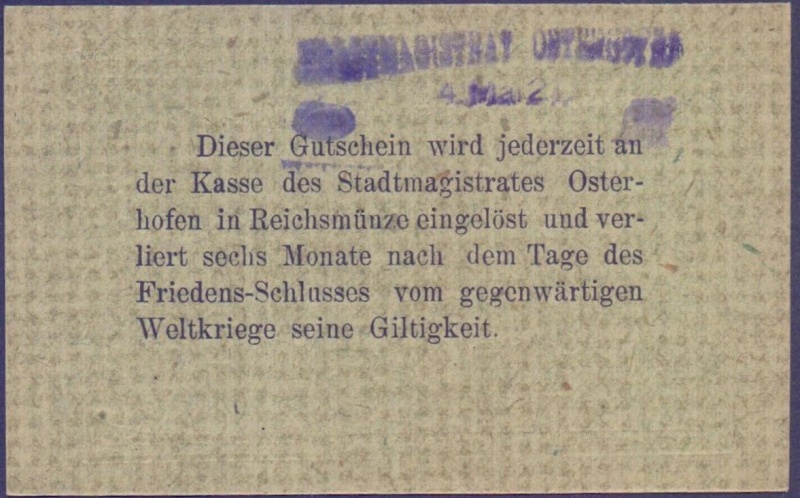 STADTMAGISTRAT OSTERHOFEN
Dieser Gutschein wird jederzeit an
der Kasse des Stadtmagistrates Oster-
hofen in Reichsmünze eingelöst und ver-
liert sechs Monate nach dem Tage des
Friedens-Schlusses vom gegenwärtigen
Weltkriege seine Giltigkeit.